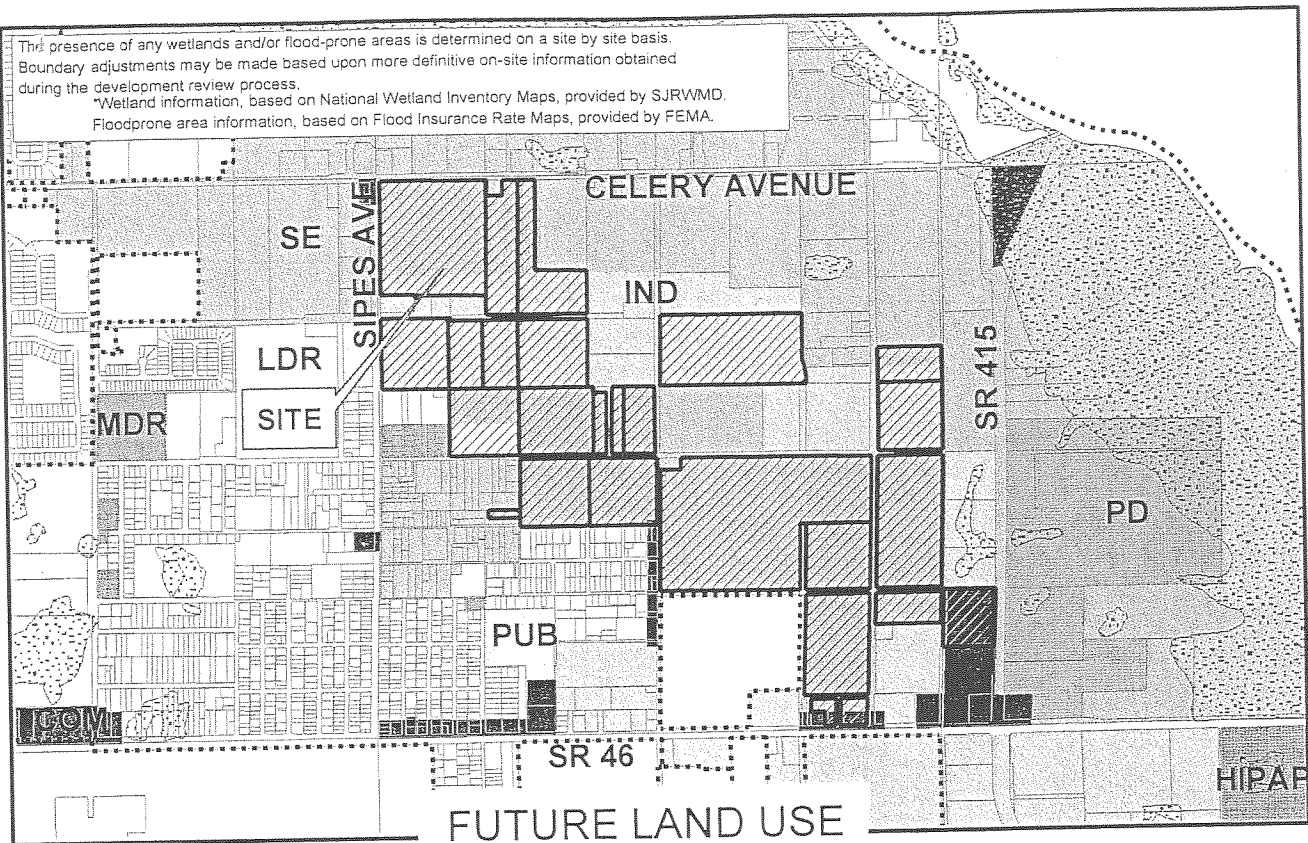 The presence of any wetlands and/or flood-prone areas is determined on a site by site basis.
Boundary adjustments may be made based upon more definitive on-site information obtained
during the development review process.
*Wetland information, based on National Wetland Inventory Maps, provided by SJRWMD.
Floodprone area information, based on Flood Insurance Rate Maps, provided by FEMA.
CELERY AVENUE
SIPES AVE
SE
IND
LDR
SITE
MDR
SR 415
PD
PUB
COM
SR 46
HIPAP
FUTURE LAND USE